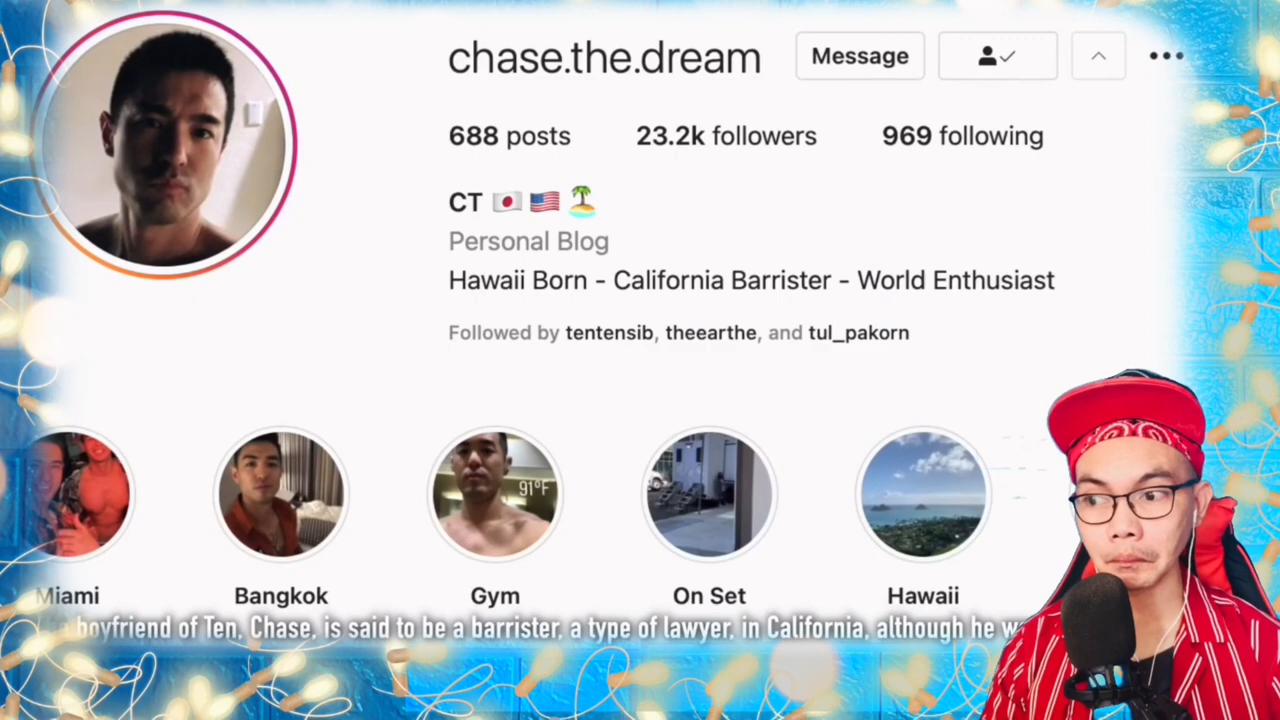 chase.the.dream Message
688 posts 23.2k followers 969 following
CT 🇯🇵 🇺🇸 🏝️
Personal Blog
Hawaii Born - California Barrister - World Enthusiast
Followed by tentensib, theearthe, and tul_pakorn
91°F
Miami Bangkok Gym On Set Hawaii
boyfriend of Ten, Chase, is said to be a barrister, a type of lawyer, in California, although he